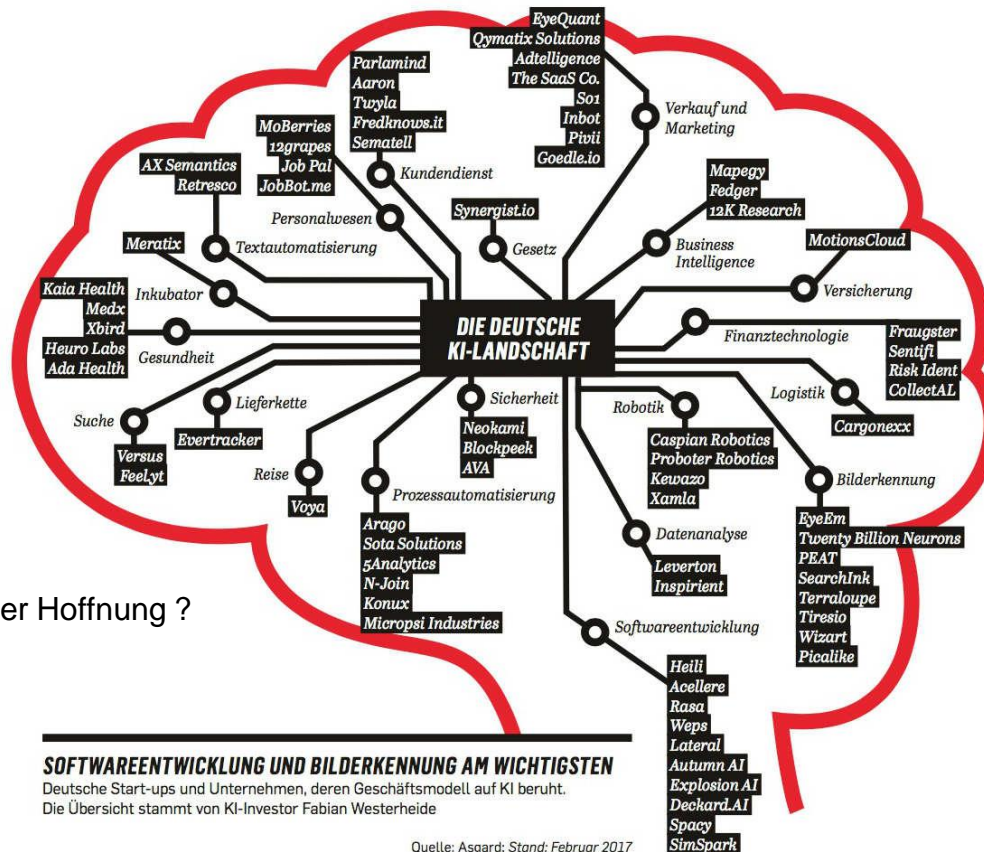 EyeQuant
Qymatix Solutions
Adtelligence
The SaaS Co.
So1
Inbot
Pivii
Goedle.io
Verkauf und
Marketing
Parlamind
Aaron
Twyla
Fredknows.it
Sematell
Kundendienst
MoBerries
12grapes
Job Pal
JobBot.me
Personalwesen
AX Semantics
Retresco
Textautomatisierung
Synergist.io
Gesetz
Mapegy
Fedger
12K Research
Business
Intelligence
MotionsCloud
Versicherung
Meratix
Inkubator
Kaia Health
Medx
Xbird
Heuro Labs
Ada Health
Gesundheit
DIE DEUTSCHE
KI-LANDSCHAFT
Finanztechnologie
Fraugster
Sentifi
Risk Ident
CollectAL
Logistik
Cargonexx
Suche
Versus
Feelyt
Lieferkette
Evertracker
Reise
Voya
Sicherheit
Neokami
Blockpeek
AVA
Prozessautomatisierung
Arago
Sota Solutions
5Analytics
N-Join
Konux
Micropsi Industries
Robotik
Caspian Robotics
Proboter Robotics
Kewazo
Xamla
Bilderkennung
EyeEm
Twenty Billion Neurons
PEAT
SearchInk
Terraloupe
Tiresio
Wizart
Picalike
Datenanalyse
Leverton
Inspirient
Softwareentwicklung
Heili
Acellere
Rasa
Weps
Lateral
Autumn AI
Explosion AI
Deckard.AI
Spacy
SimSpark
er Hoffnung ?
SOFTWAREENTWICKLUNG UND BILDERKENNUNG AM WICHTIGSTEN
Deutsche Start-ups und Unternehmen, deren Geschäftsmodell auf KI beruht.
Die Übersicht stammt von KI-Investor Fabian Westerheide
Quelle: Asgard; Stand: Februar 2017